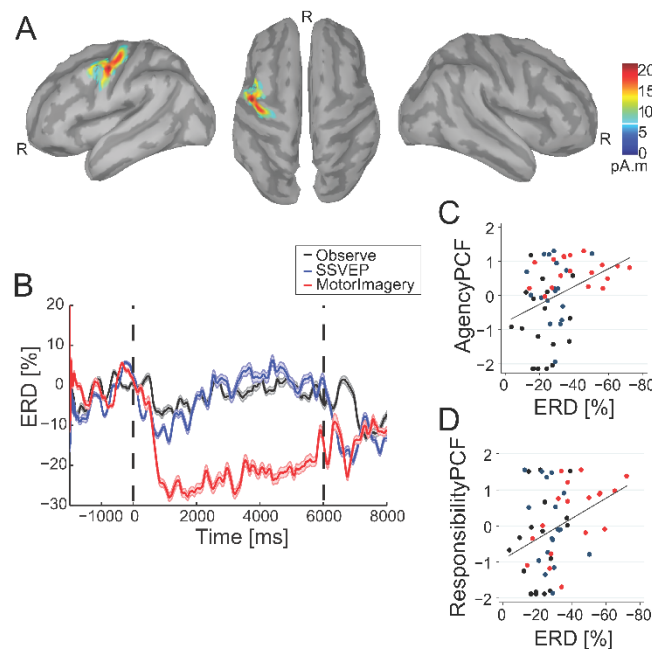 A
R
R
R
20
15
10
5
0
pA.m
Observe
SSVEP
MotorImagery
B
ERD [%]
20
10
0
−10
−20
−30
−1000 0 2000 4000 6000 8000
Time [ms]
C
AgencyPCF
2
1
0
−1
−2
0 −20 −40 −60 −80
ERD [%]
D
ResponsibilityPCF
2
1
0
−1
−2
0 −20 −40 −60 −80
ERD [%]